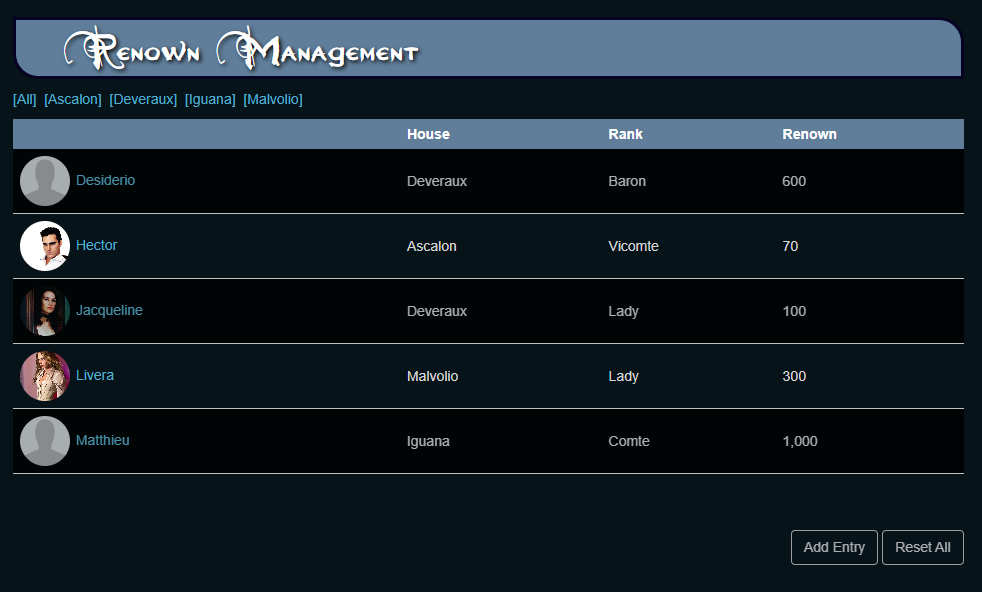 Renown Management
[All] [Ascalon] [Deveraux] [Iguana] [Malvolio]
House Rank Renown
Desiderio Deveraux Baron 600
Hector Ascalon Vicomte 70
Jacqueline Deveraux Lady 100
Livera Malvolio Lady 300
Matthieu Iguana Comte 1,000
Add Entry Reset All